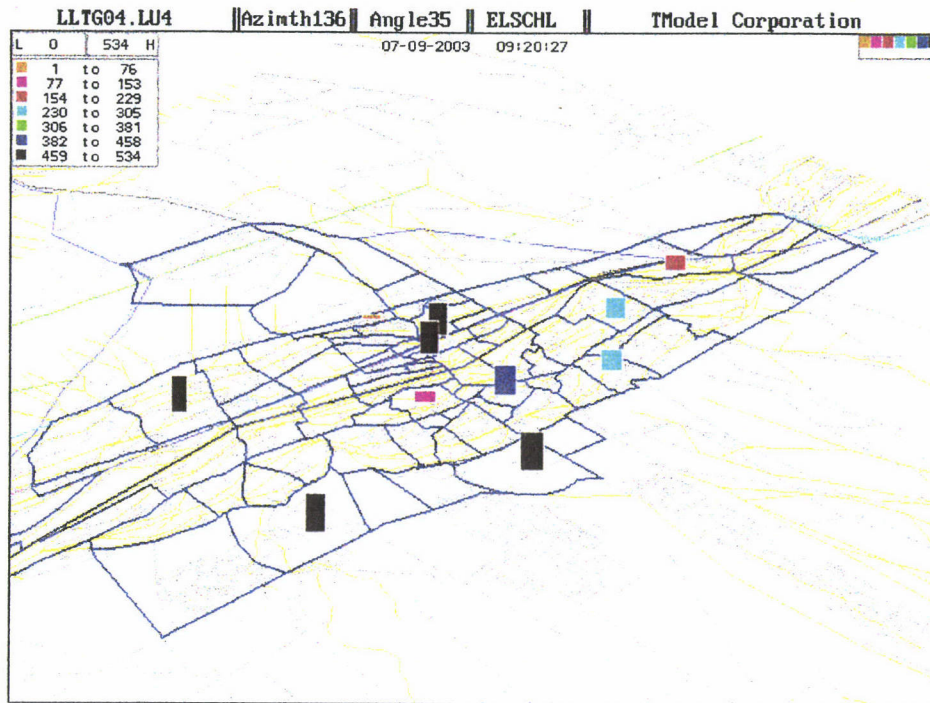 LLTG04.LU4 ║Azimth136║ Angle35 ║ ELSCHL ║ TModel Corporation
L 0 534 H 07-09-2003 09:20:27
1 to 76
77 to 153
154 to 229
230 to 305
306 to 381
382 to 458
459 to 534